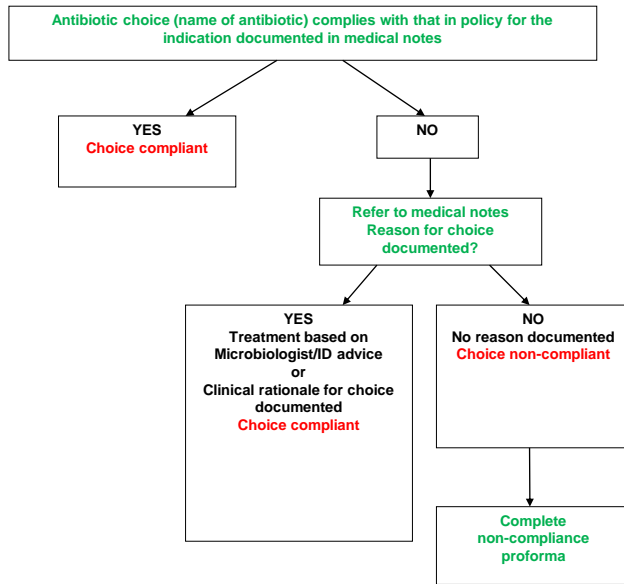 Antibiotic choice (name of antibiotic) complies with that in policy for the
indication documented in medical notes
YES
Choice compliant
NO
Refer to medical notes
Reason for choice
documented?
YES
Treatment based on
Microbiologist/ID advice
or
Clinical rationale for choice
documented
Choice compliant
NO
No reason documented
Choice non-compliant
Complete
non-compliance
proforma